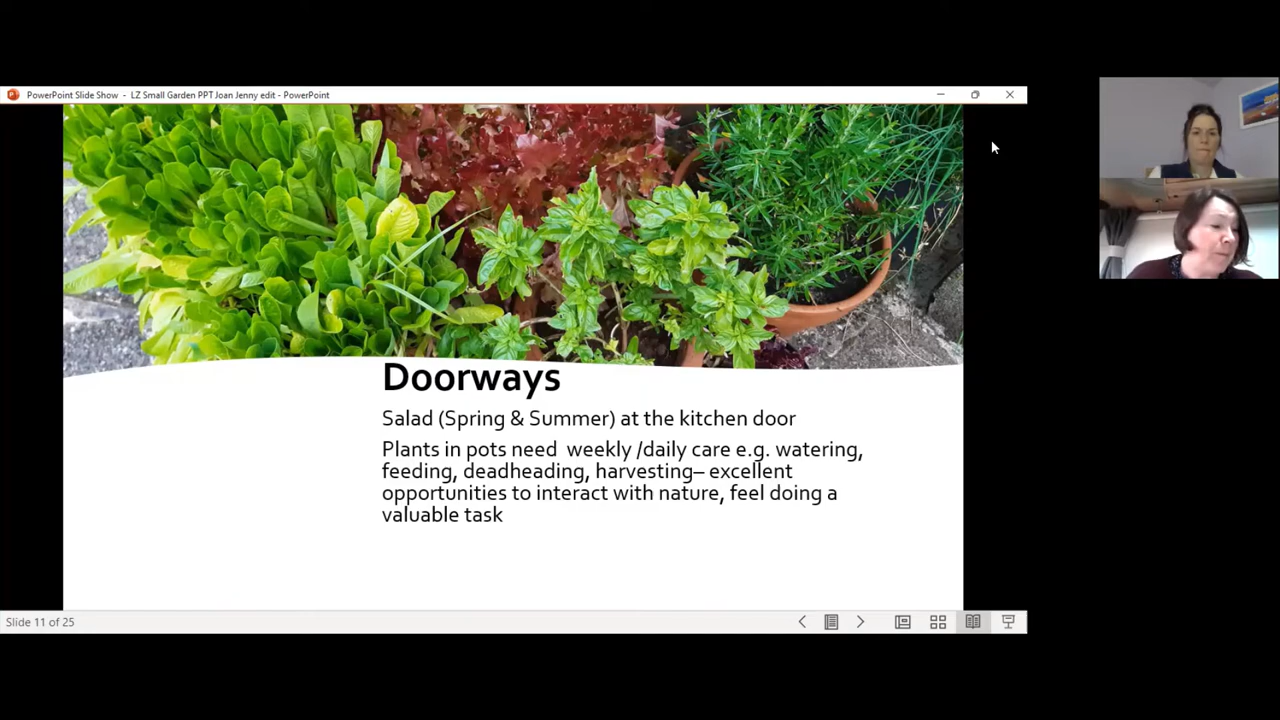 PowerPoint Slide Show - LZ Small Garden PPT Joan Jenny edit - PowerPoint
Doorways
Salad (Spring & Summer) at the kitchen door
Plants in pots need weekly /daily care e.g. watering,
feeding, deadheading, harvesting– excellent
opportunities to interact with nature, feel doing a
valuable task
Slide 11 of 25